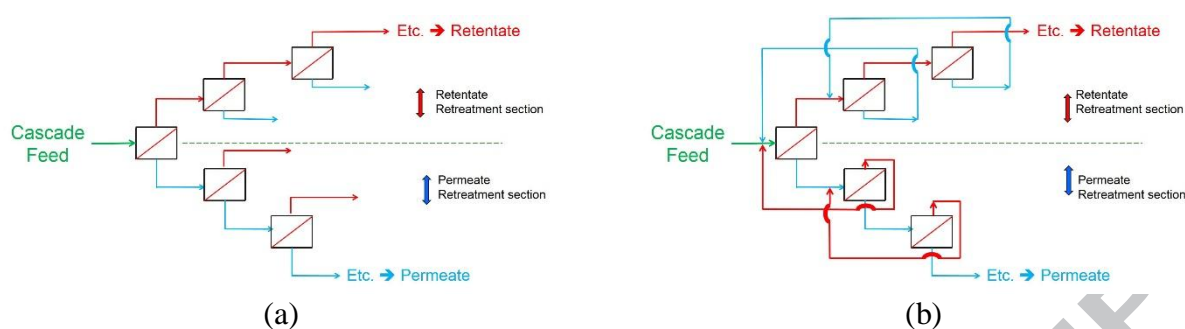 Etc. ➔ Retentate
Retentate
Retreatment section
Cascade
Feed
Permeate
Retreatment section
Etc. ➔ Permeate
(a)
Etc. ➔ Retentate
Retentate
Retreatment section
Cascade
Feed
Permeate
Retreatment section
Etc. ➔ Permeate
(b)